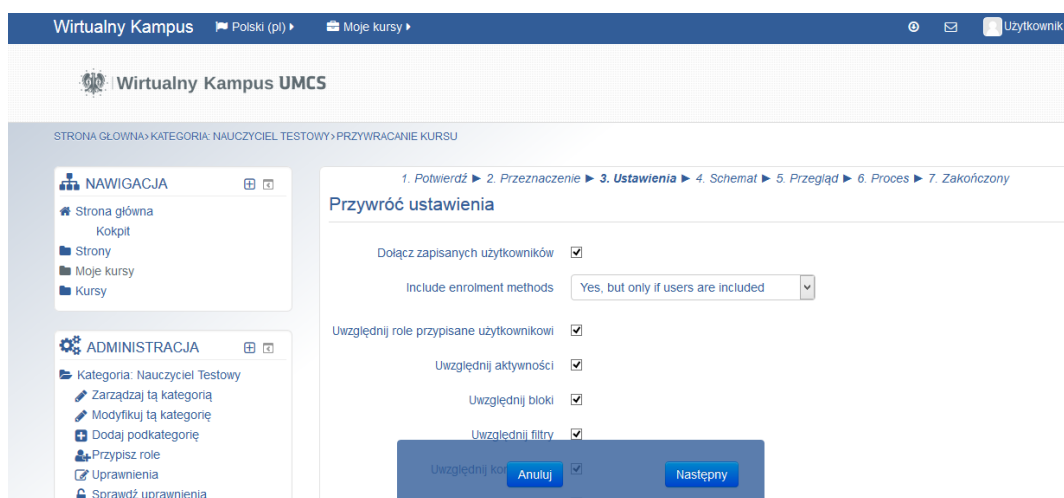 Wirtualny Kampus Polski (pl) Moje kursy Użytkownik
Wirtualny Kampus UMCS
STRONA GŁOWNA› KATEGORIA: NAUCZYCIEL TESTOWY› PRZYWRACANIE KURSU
NAWIGACJA
Strona główna
Kokpit
Strony
Moje kursy
Kursy
ADMINISTRACJA
Kategoria: Nauczyciel Testowy
Zarządzaj tą kategorią
Modyfikuj tą kategorię
Dodaj podkategorię
Przypisz role
Uprawnienia
Sprawdź uprawnienia
1. Potwierdź ► 2. Przeznaczenie ► 3. Ustawienia ► 4. Schemat ► 5. Przegląd ► 6. Proces ► 7. Zakończony
Przywróć ustawienia
Dołącz zapisanych użytkowników
Include enrolment methods Yes, but only if users are included
Uwzględnij role przypisane użytkownikowi
Uwzględnij aktywności
Uwzględnij bloki
Uwzględnij filtry
Uwzględnij
Anuluj Następny